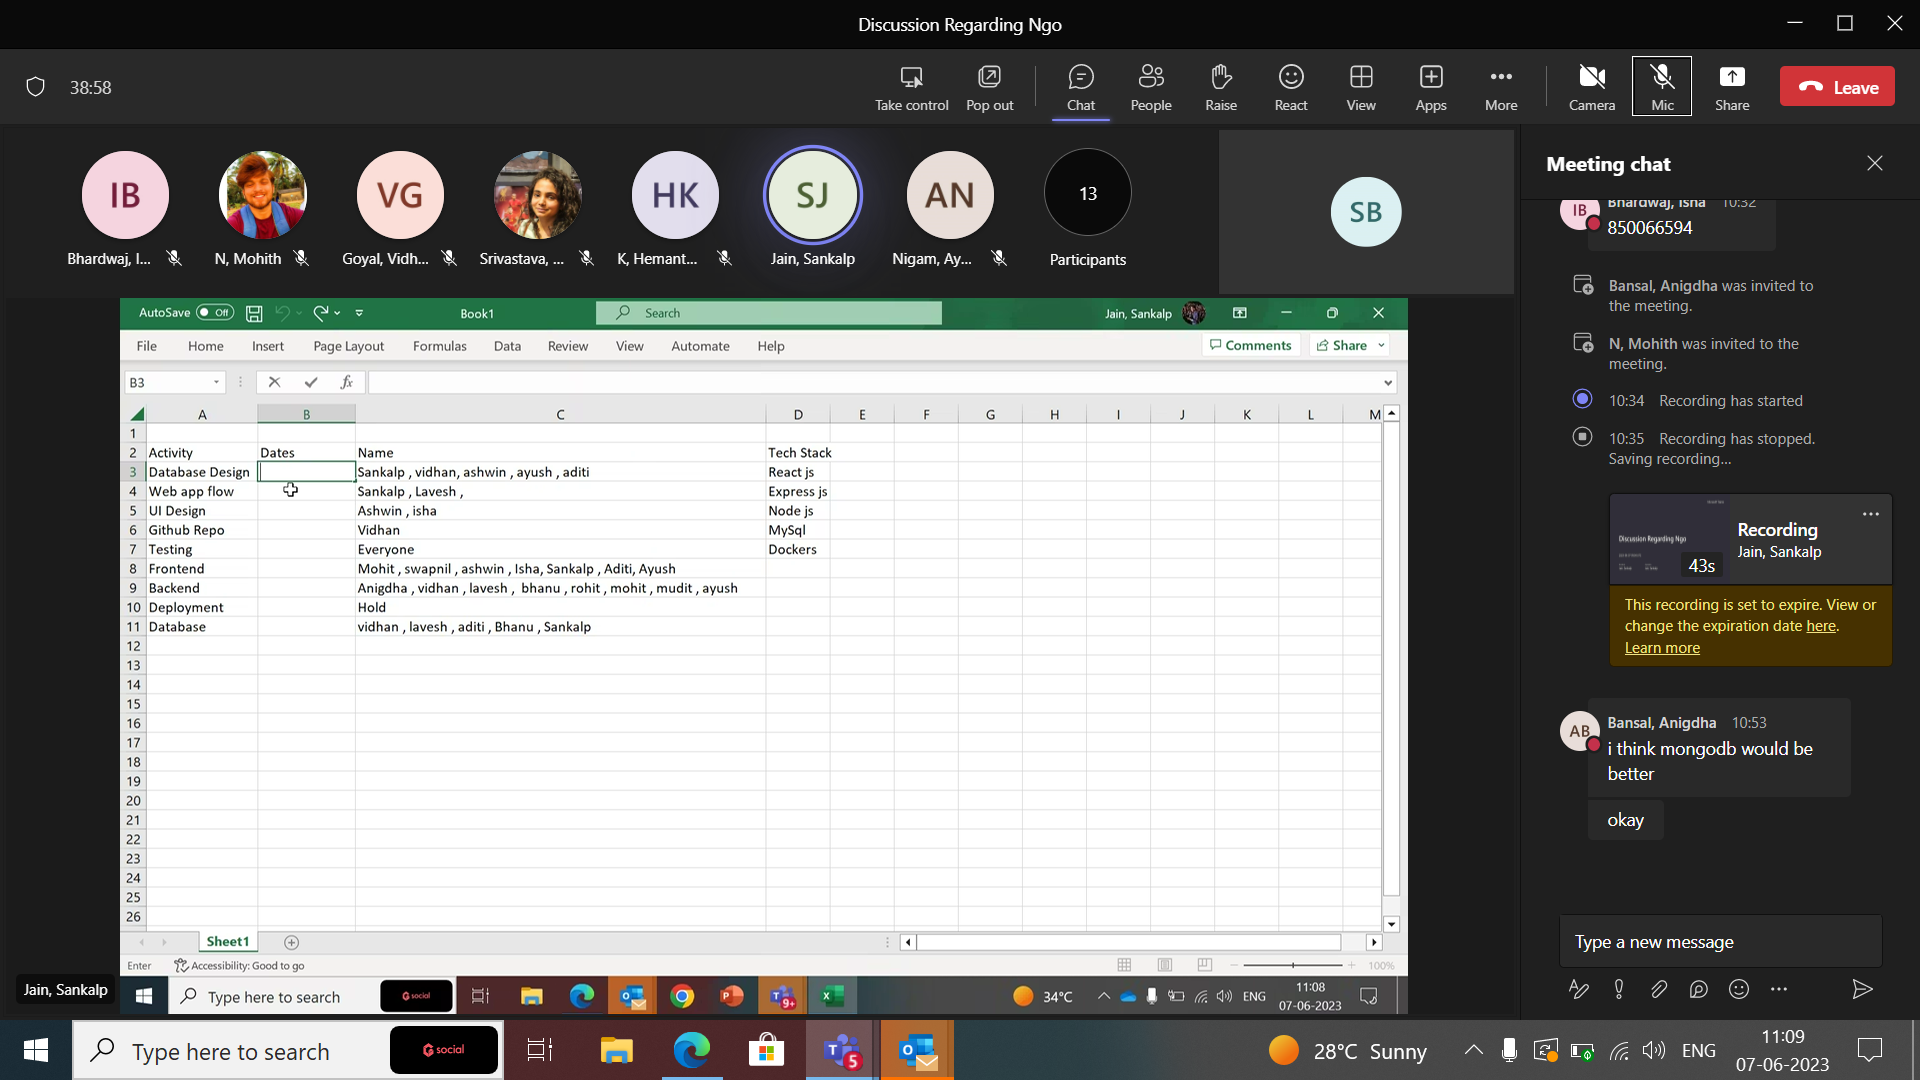 Discussion Regarding Ngo
38:58
Take control
Pop out
Chat
People
Raise
React
View
Apps
More
Camera
Mic
Share
Leave
IB
VG
HK
SJ
AN
13
SB
Bhardwaj, I...
N, Mohith
Goyal, Vidh...
Srivastava, ...
K, Hemant...
Jain, Sankalp
Nigam, Ay...
Participants
Meeting chat
IB
Bhardwaj, Isha 10:32
850066594
Bansal, Anigdha was invited to
the meeting.
N, Mohith was invited to the
meeting.
10:34 Recording has started
10:35 Recording has stopped.
Saving recording...
Discussion Regarding Ngo
43s
Recording
Jain, Sankalp
This recording is set to expire. View or
change the expiration date here.
Learn more
AB
Bansal, Anigdha 10:53
i think mongodb would be
better
okay
Type a new message
AutoSave Off Book1 Search Jain, Sankalp
File Home Insert Page Layout Formulas Data Review View Automate Help Comments Share
B3 fx
A B C D E F G H I J K L M
1
2 Activity Dates Name Tech Stack
3 Database Design Sankalp , vidhan, ashwin , ayush , aditi React js
4 Web app flow Sankalp , Lavesh , Express js
5 UI Design Ashwin , isha Node js
6 Github Repo Vidhan MySql
7 Testing Everyone Dockers
8 Frontend Mohit , swapnil , ashwin , Isha, Sankalp , Aditi, Ayush
9 Backend Anigdha , vidhan , lavesh , bhanu , rohit , mohit , mudit , ayush
10 Deployment Hold
11 Database vidhan , lavesh , aditi , Bhanu , Sankalp
12
13
14
15
16
17
18
19
20
21
22
23
24
25
26
Sheet1
Enter Accessibility: Good to go 100%
Jain, Sankalp
Type here to search social 9+ 34°C ENG 11:08
07-06-2023
Type here to search social 5 28°C Sunny ENG 11:09
07-06-2023